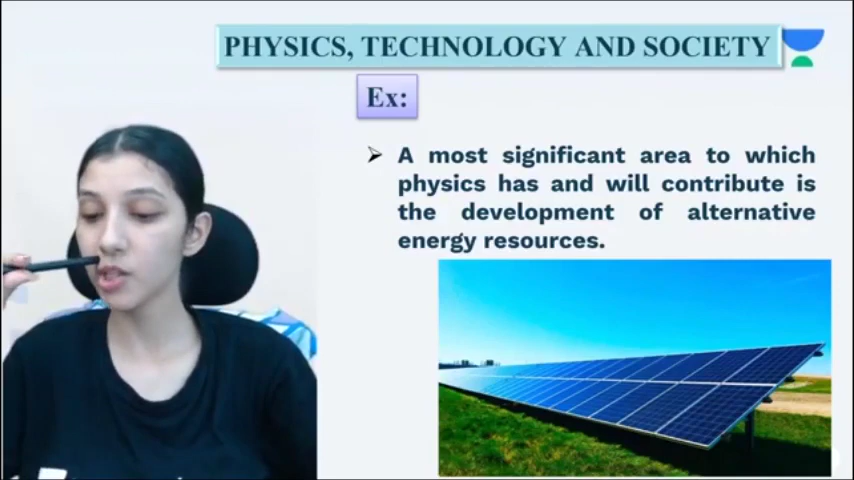 PHYSICS, TECHNOLOGY AND SOCIETY
Ex:
A most significant area to which
physics has and will contribute is
the development of alternative
energy resources.